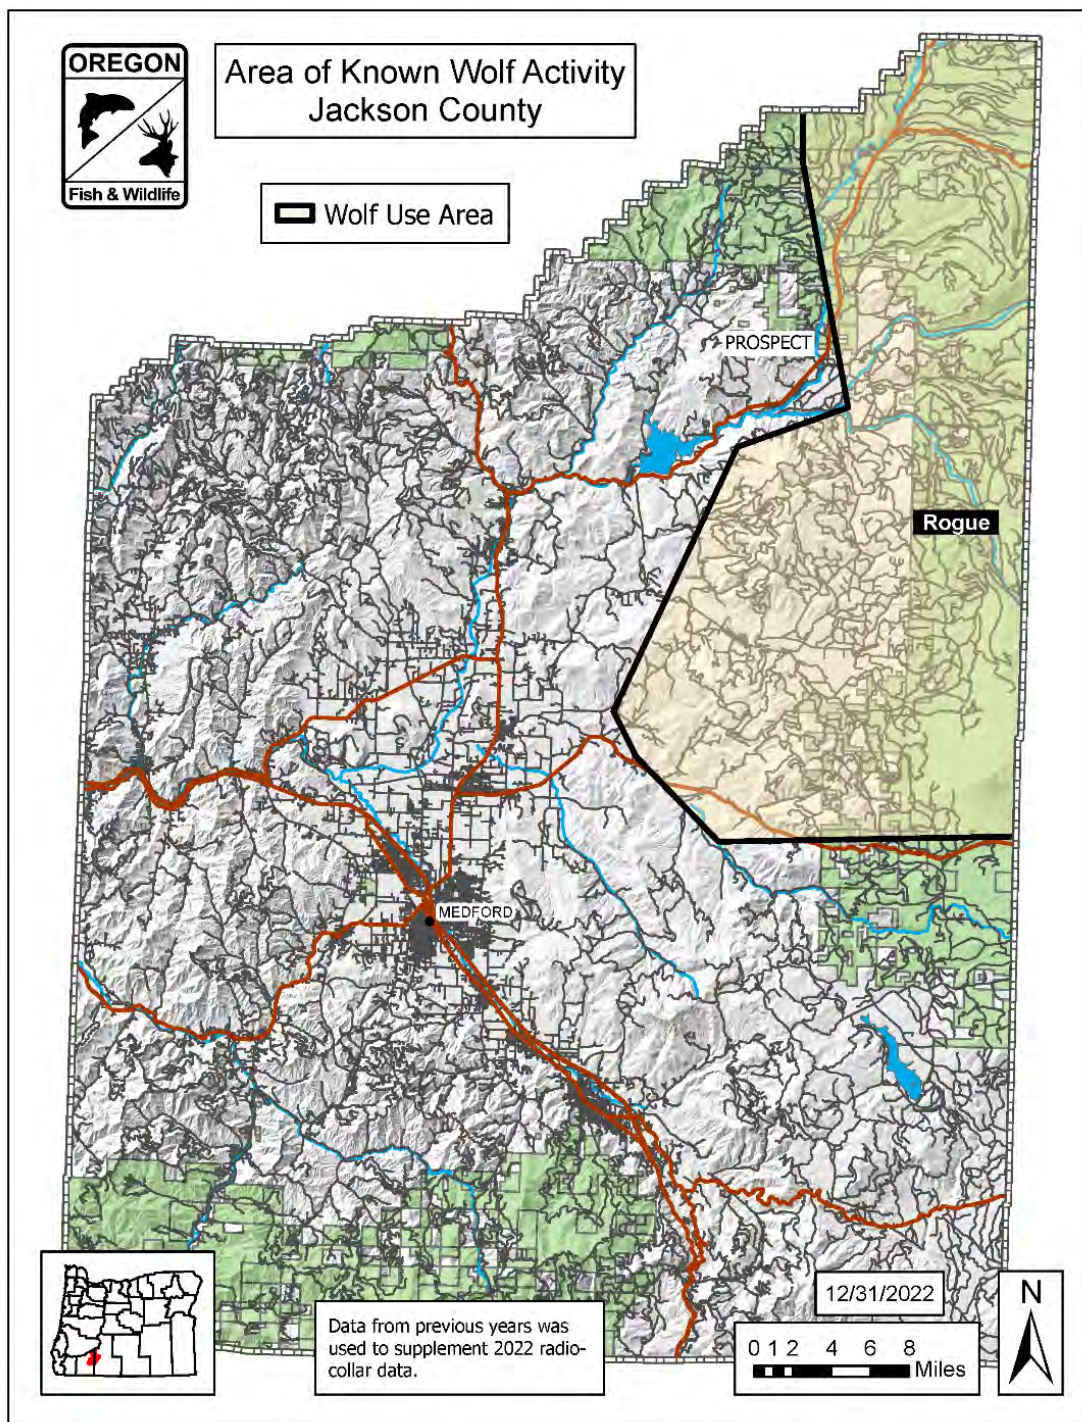 OREGON
Fish & Wildlife
Area of Known Wolf Activity
Jackson County
Wolf Use Area
PROSPECT
Rogue
MEDFORD
12/31/2022
N
Data from previous years was
used to supplement 2022 radio-
collar data.
0 1 2 4 6 8
Miles